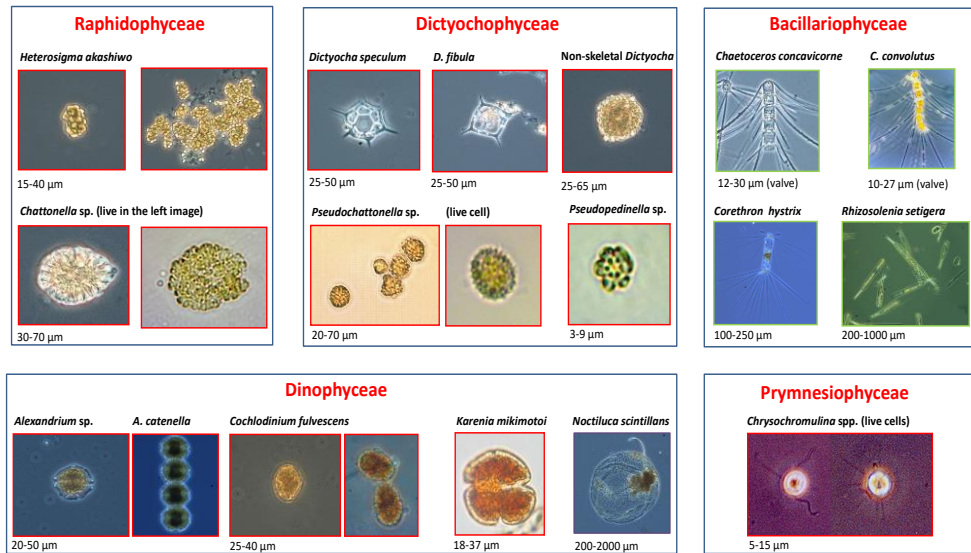 Raphidophyceae
Heterosigma akashiwo
15-40 µm
Chattonella sp. (live in the left image)
30-70 µm
Dictyochophyceae
Dictyocha speculum D. fibula Non-skeletal Dictyocha
25-50 µm 25-50 µm 25-65 µm
Pseudochattonella sp. (live cell) Pseudopedinella sp.
20-70 µm 3-9 µm
Bacillariophyceae
Chaetoceros concavicorne C. convolutus
12-30 µm (valve) 10-27 µm (valve)
Corethron hystrix Rhizosolenia setigera
100-250 µm 200-1000 µm
Dinophyceae
Alexandrium sp. A. catenella Cochlodinium fulvescens Karenia mikimotoi Noctiluca scintillans
20-50 µm 25-40 µm 18-37 µm 200-2000 µm
Prymnesiophyceae
Chrysochromulina spp. (live cells)
5-15 µm